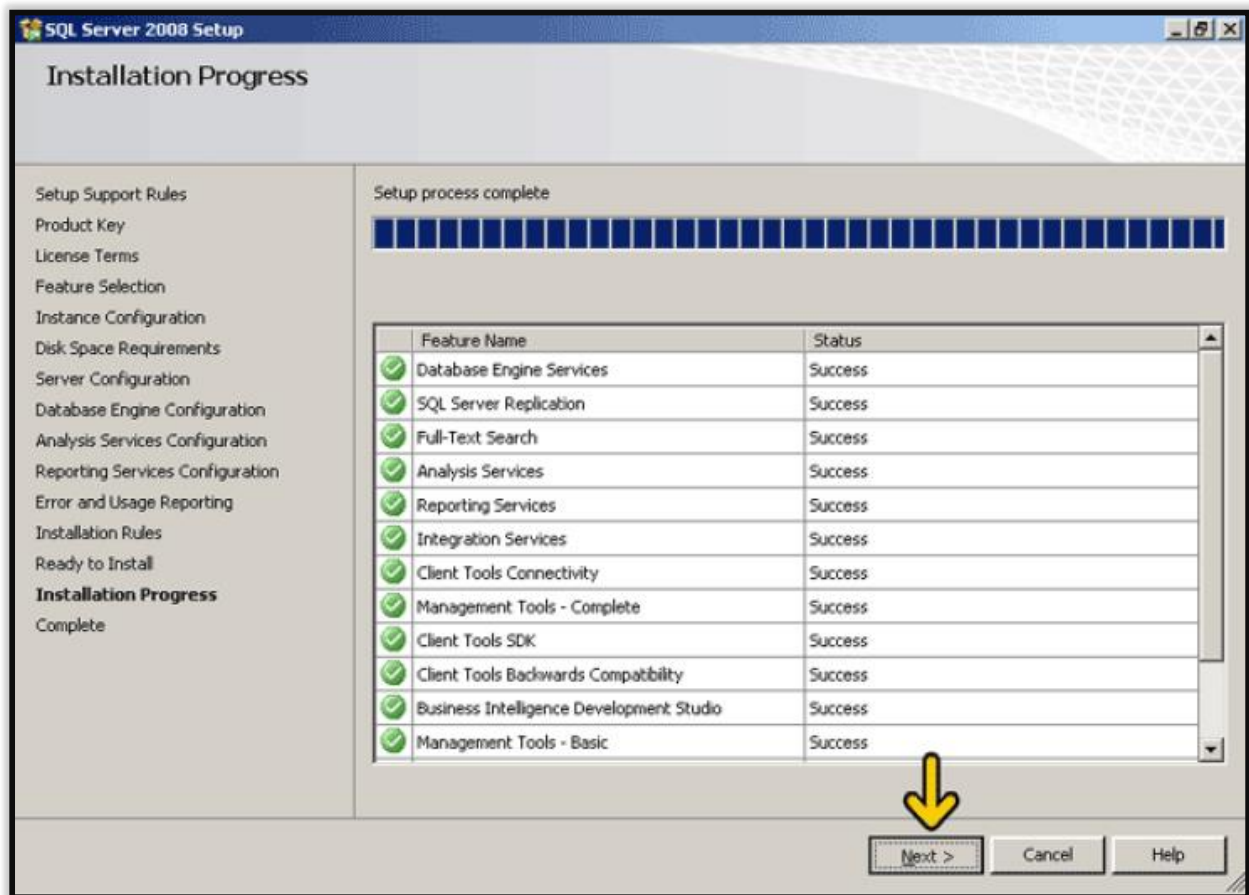 SQL Server 2008 Setup
Installation Progress
Setup Support Rules
Product Key
License Terms
Feature Selection
Instance Configuration
Disk Space Requirements
Server Configuration
Database Engine Configuration
Analysis Services Configuration
Reporting Services Configuration
Error and Usage Reporting
Installation Rules
Ready to Install
Installation Progress
Complete
Setup process complete
Feature Name Status
Database Engine Services Success
SQL Server Replication Success
Full-Text Search Success
Analysis Services Success
Reporting Services Success
Integration Services Success
Client Tools Connectivity Success
Management Tools - Complete Success
Client Tools SDK Success
Client Tools Backwards Compatibility Success
Business Intelligence Development Studio Success
Management Tools - Basic Success
Next > Cancel Help